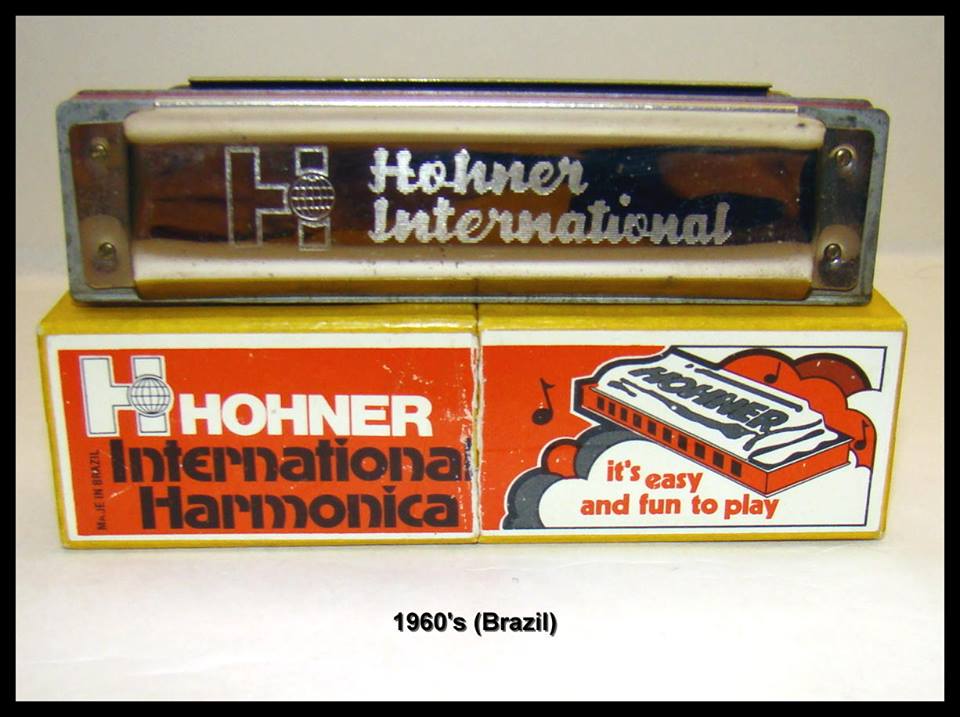 H
Hohner
International
H
HOHNER
International
Harmonica
MADE IN BRAZIL
HOHNER
it's easy
and fun to play
1960's (Brazil)